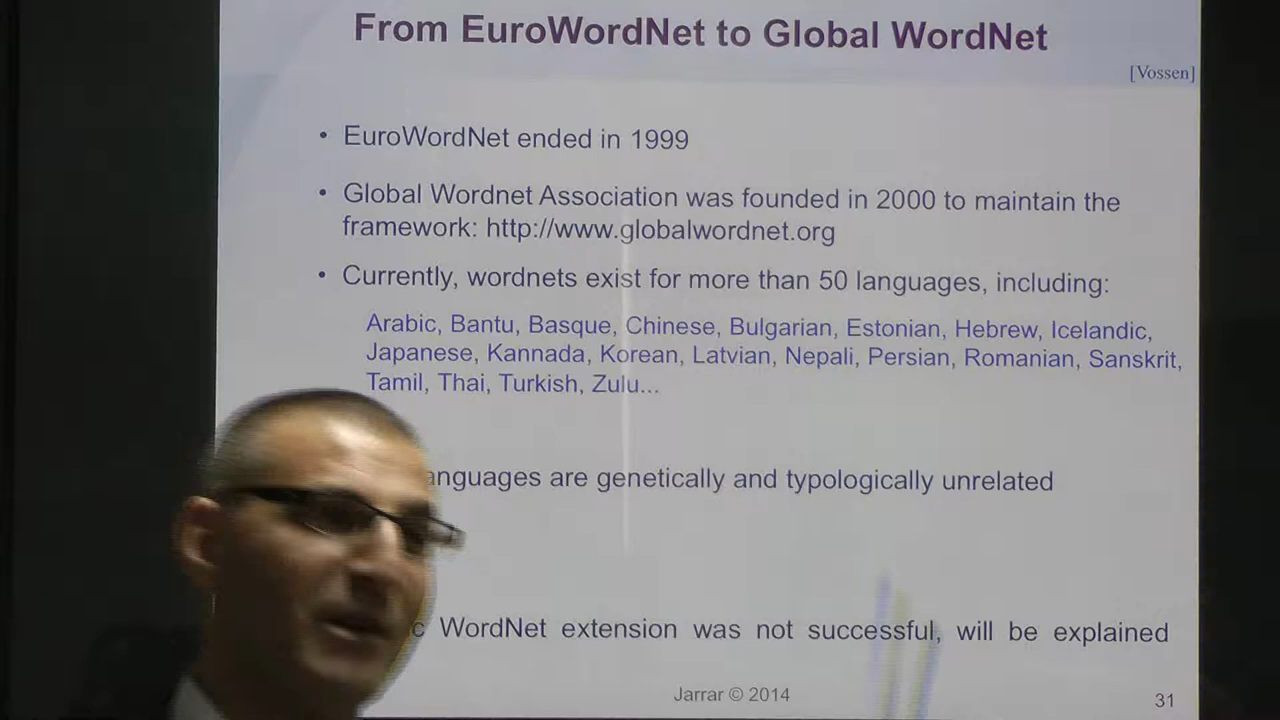 From EuroWordNet to Global WordNet
[Vossen]
• EuroWordNet ended in 1999
• Global Wordnet Association was founded in 2000 to maintain the
framework: http://www.globalwordnet.org
• Currently, wordnets exist for more than 50 languages, including:
Arabic, Bantu, Basque, Chinese, Bulgarian, Estonian, Hebrew, Icelandic,
Japanese, Kannada, Korean, Latvian, Nepali, Persian, Romanian, Sanskrit,
Tamil, Thai, Turkish, Zulu...
anguages are genetically and typologically unrelated
c WordNet extension was not successful, will be explained
Jarrar © 2014
31